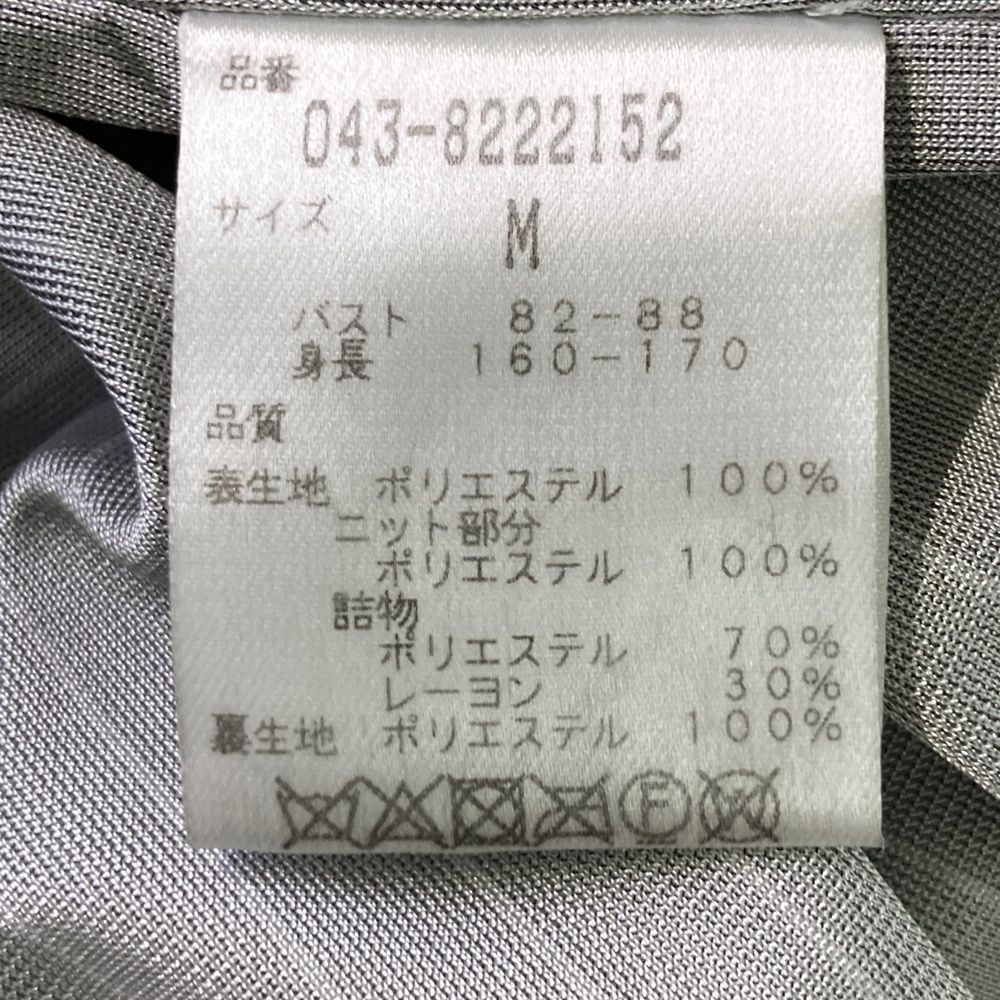 品番
043-8222152
サイズ M
バスト 82-88
身長 160-170
品質
表生地 ポリエステル 100%
ニット部分
ポリエステル 100%
詰物
ポリエステル 70%
レーヨン 30%
裏生地 ポリエステル 100%
F W